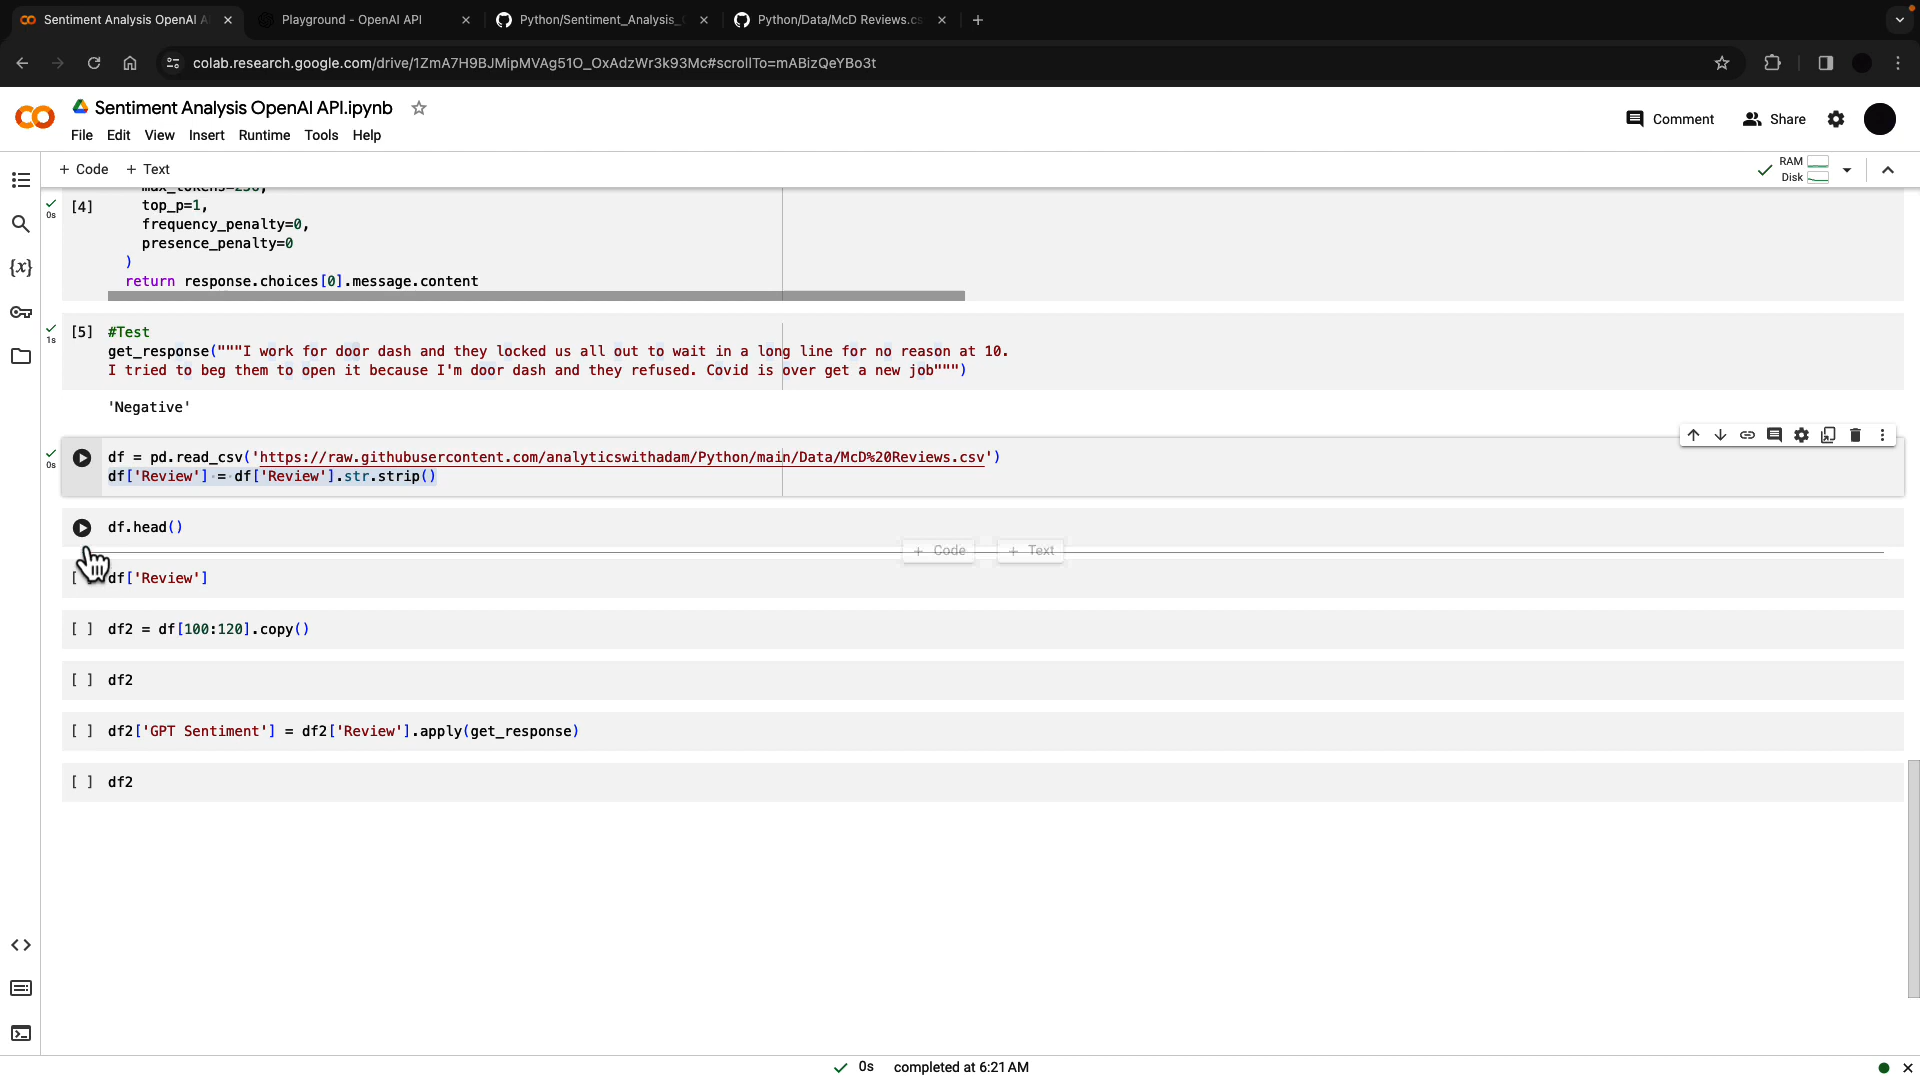 Sentiment Analysis OpenAI A
Playground - OpenAI API
Python/Sentiment_Analysis_
Python/Data/McD Reviews.cs
colab.research.google.com/drive/1ZmA7H9BJMipMVAg51O_OxAdzWr3k93Mc#scrollTo=mABizQeYBo3t
Sentiment Analysis OpenAI API.ipynb
File Edit View Insert Runtime Tools Help
Comment
Share
+ Code + Text
RAM
Disk
max_tokens=256,
[4] top_p=1,
0s
frequency_penalty=0,
presence_penalty=0
)
return response.choices[0].message.content
[5] #Test
1s
get_response("""I work for door dash and they locked us all out to wait in a long line for no reason at 10.
I tried to beg them to open it because I'm door dash and they refused. Covid is over get a new job""")
'Negative'
0s
df = pd.read_csv('https://raw.githubusercontent.com/analyticswithadam/Python/main/Data/McD%20Reviews.csv')
df['Review'] = df['Review'].str.strip()
df.head()
+ Code + Text
[ df['Review']
[ ] df2 = df[100:120].copy()
[ ] df2
[ ] df2['GPT Sentiment'] = df2['Review'].apply(get_response)
[ ] df2
0s completed at 6:21 AM